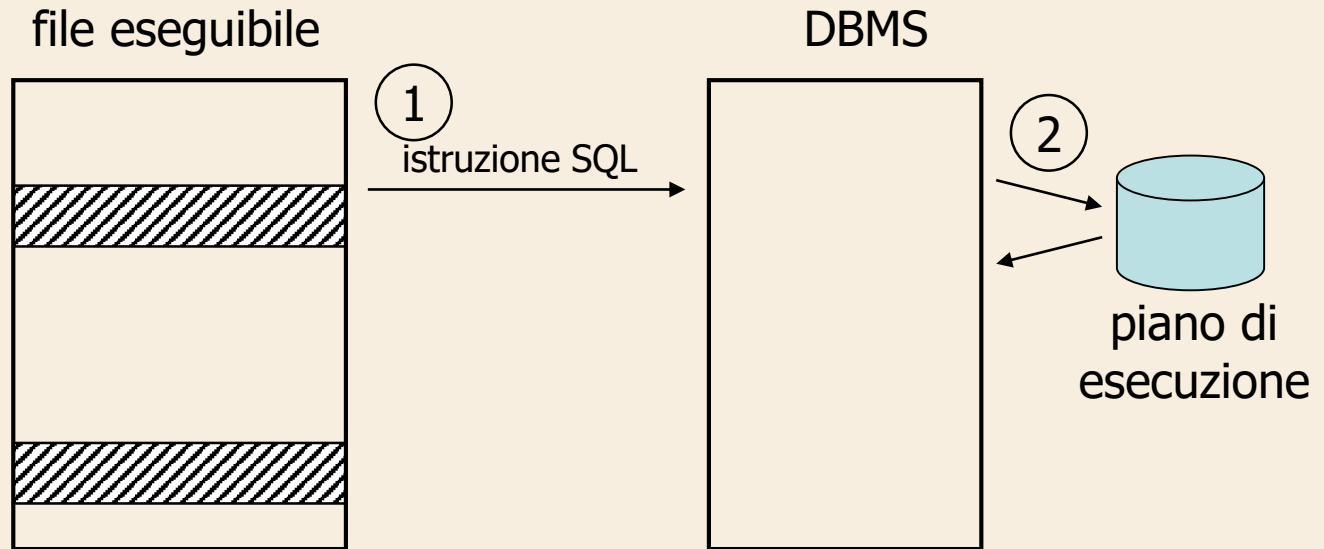 file eseguibile
DBMS
1
istruzione SQL
2
piano di
esecuzione